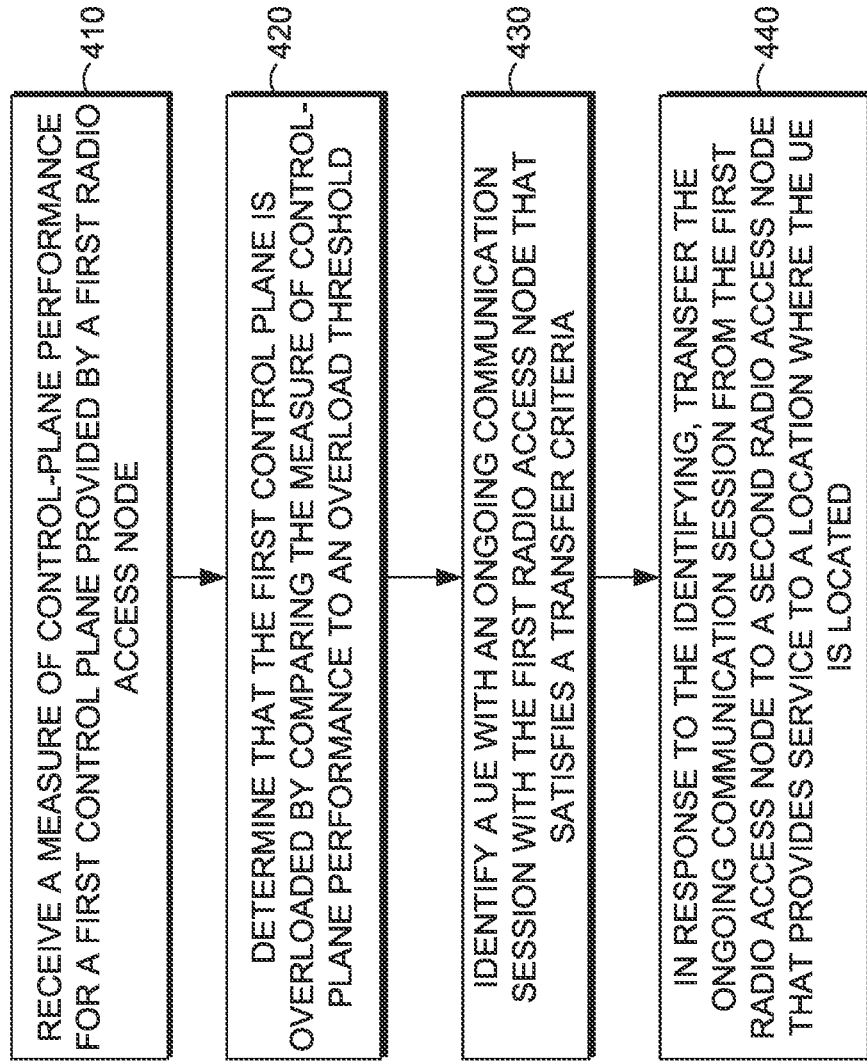 RECEIVE A MEASURE OF CONTROL-PLANE PERFORMANCE
FOR A FIRST CONTROL PLANE PROVIDED BY A FIRST RADIO
ACCESS NODE
410
DETERMINE THAT THE FIRST CONTROL PLANE IS
OVERLOADED BY COMPARING THE MEASURE OF CONTROL-
PLANE PERFORMANCE TO AN OVERLOAD THRESHOLD
420
IDENTIFY A UE WITH AN ONGOING COMMUNICATION
SESSION WITH THE FIRST RADIO ACCESS NODE THAT
SATISFIES A TRANSFER CRITERIA
430
IN RESPONSE TO THE IDENTIFYING, TRANSFER THE
ONGOING COMMUNICATION SESSION FROM THE FIRST
RADIO ACCESS NODE TO A SECOND RADIO ACCESS NODE
THAT PROVIDES SERVICE TO A LOCATION WHERE THE UE
IS LOCATED
440